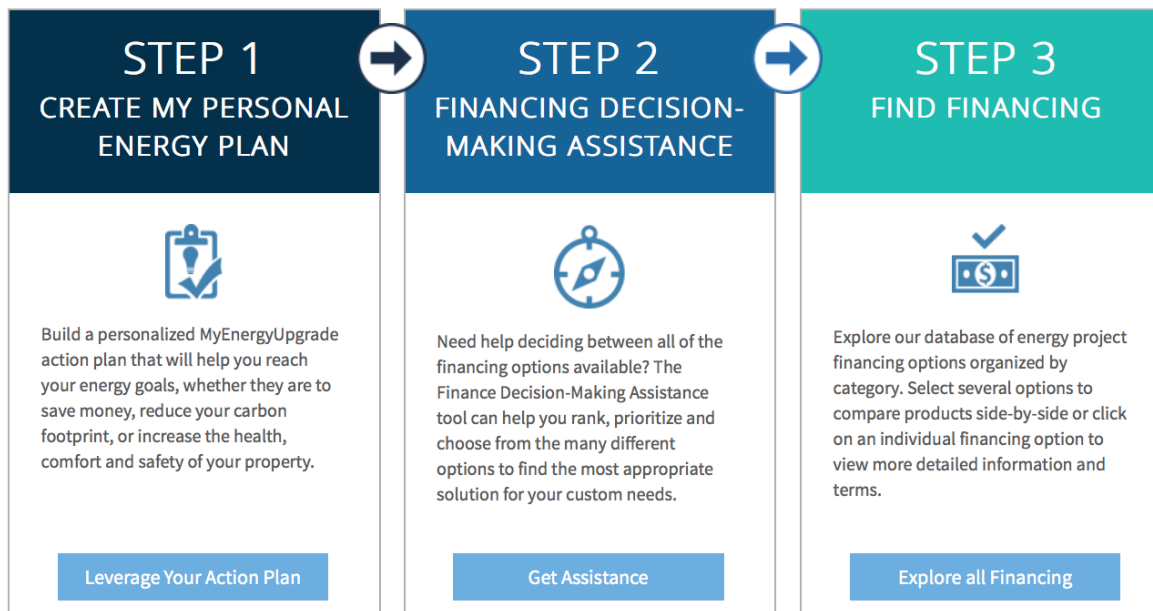 STEP 1
CREATE MY PERSONAL
ENERGY PLAN
Build a personalized MyEnergyUpgrade
action plan that will help you reach
your energy goals, whether they are to
save money, reduce your carbon
footprint, or increase the health,
comfort and safety of your property.
Leverage Your Action Plan
STEP 2
FINANCING DECISION-
MAKING ASSISTANCE
Need help deciding between all of the
financing options available? The
Finance Decision-Making Assistance
tool can help you rank, prioritize and
choose from the many different
options to find the most appropriate
solution for your custom needs.
Get Assistance
STEP 3
FIND FINANCING
$
Explore our database of energy project
financing options organized by
category. Select several options to
compare products side-by-side or click
on an individual financing option to
view more detailed information and
terms.
Explore all Financing